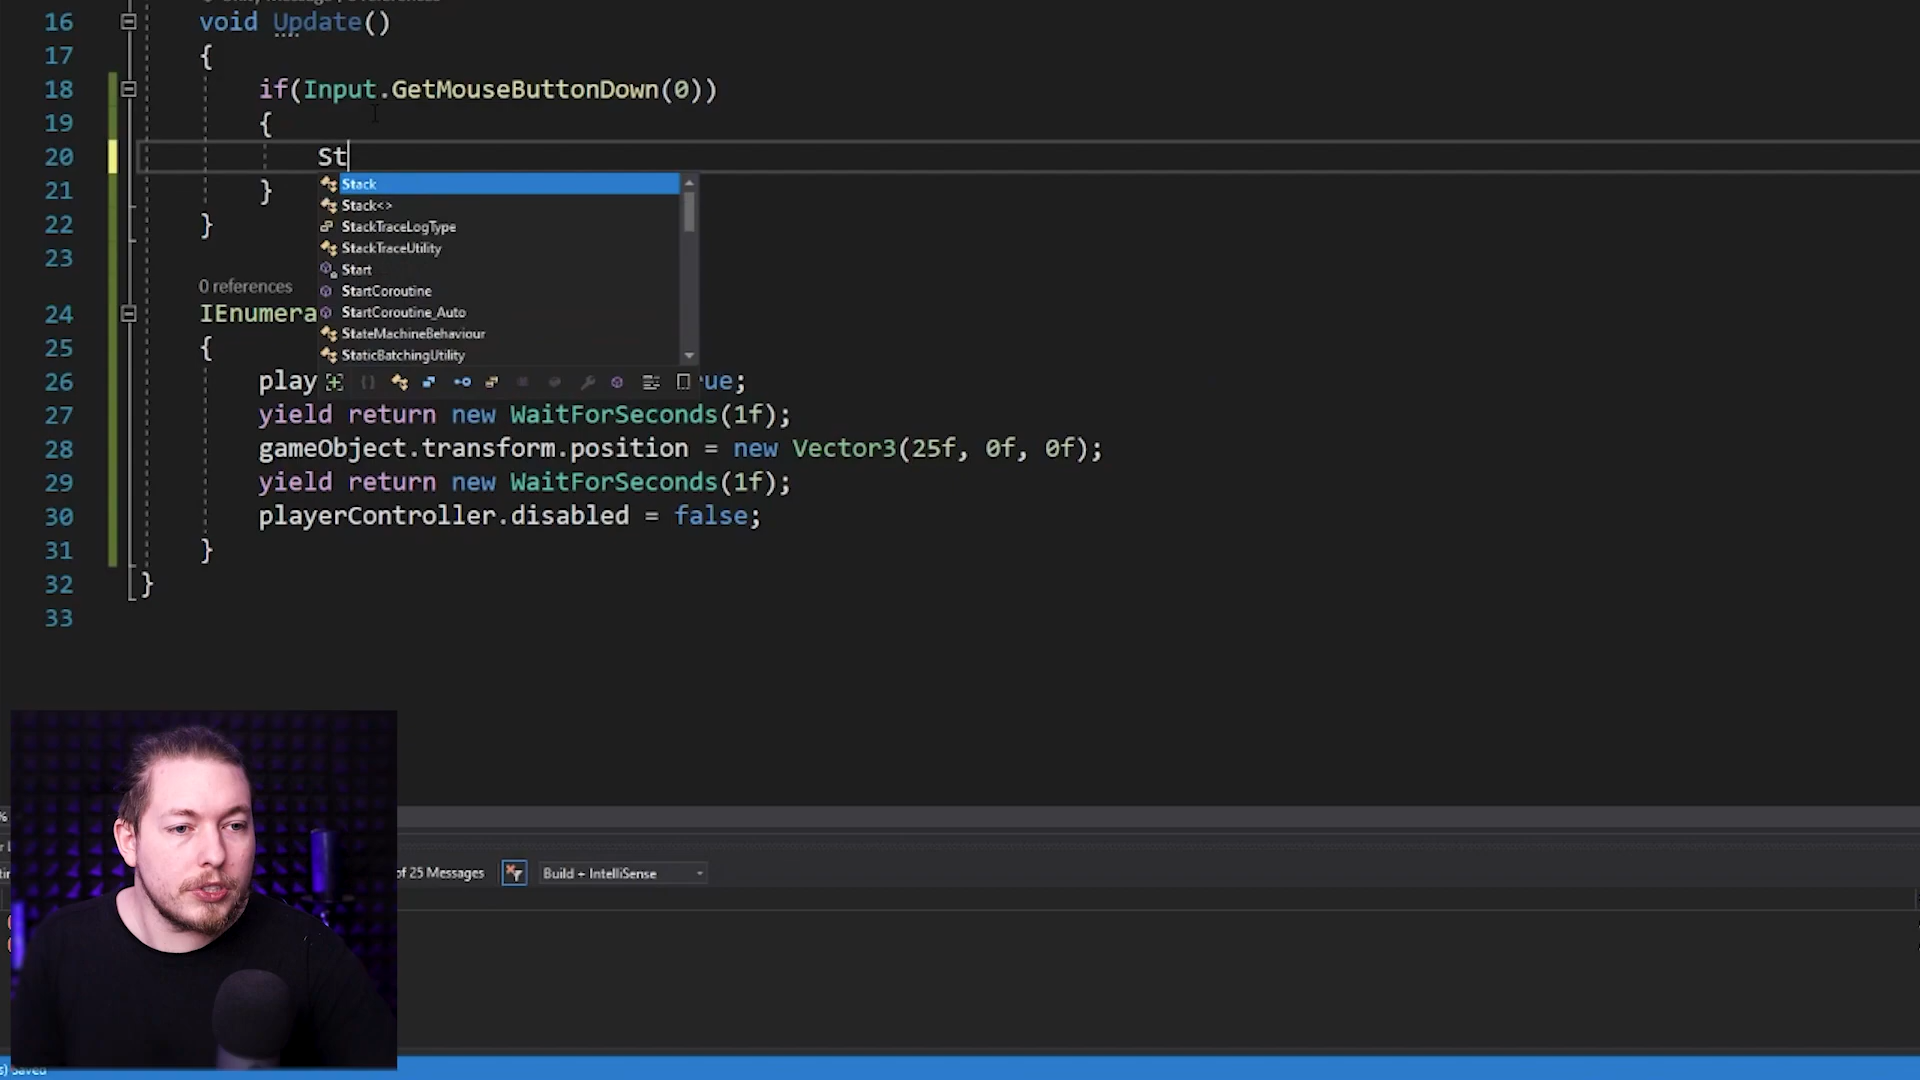 16 void Update()
17 {
18 if(Input.GetMouseButtonDown(0))
19 {
20 St
Stack
21 }
Stack<>
22 }
StackTraceLogType
StackTraceUtility
23
Start
0 references
StartCoroutine
24 IEnumera
StartCoroutine_Auto
StateMachineBehaviour
25 {
StaticBatchingUtility
26 play ue;
27 yield return new WaitForSeconds(1f);
28 gameObject.transform.position = new Vector3(25f, 0f, 0f);
29 yield return new WaitForSeconds(1f);
30 playerController.disabled = false;
31 }
32 }
33
%
of 25 Messages Build + IntelliSense
s) Saved